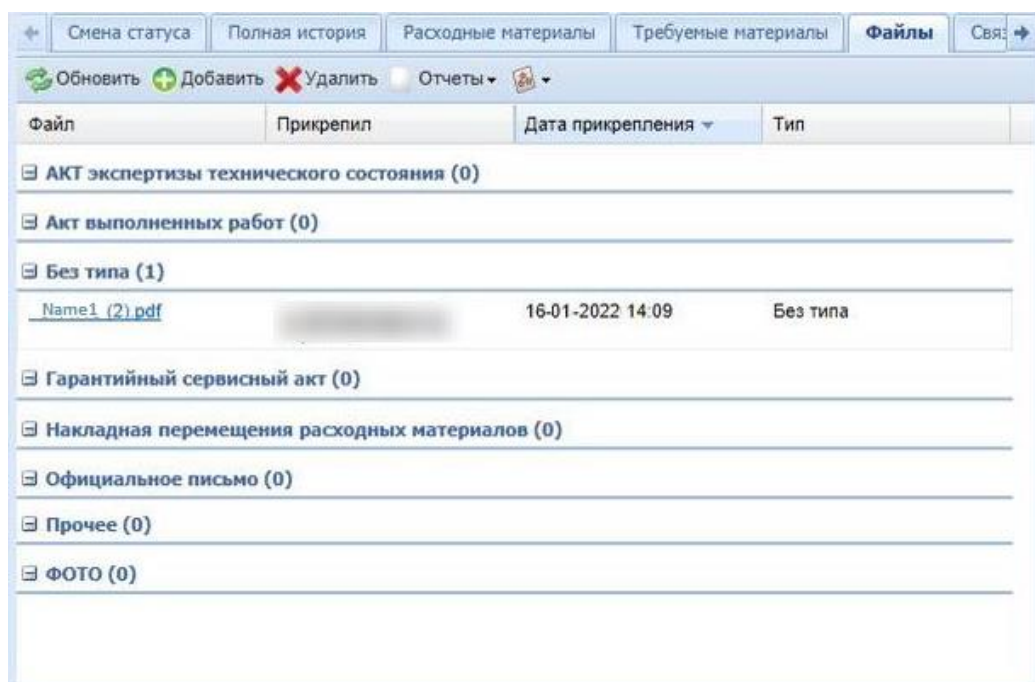 Смена статуса Полная история Расходные материалы Требуемые материалы Файлы Связ
Обновить Добавить Удалить Отчеты
Файл Прикрепил Дата прикрепления Тип
АКТ экспертизы технического состояния (0)
Акт выполненных работ (0)
Без типа (1)
_Name1_(2).pdf 16-01-2022 14:09 Без типа
Гарантийный сервисный акт (0)
Накладная перемещения расходных материалов (0)
Официальное письмо (0)
Прочее (0)
ФОТО (0)